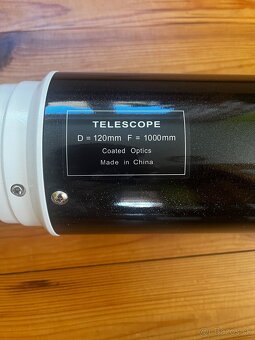 TELESCOPE
D = 120mm F = 1000mm
Coated Optics
Made in China